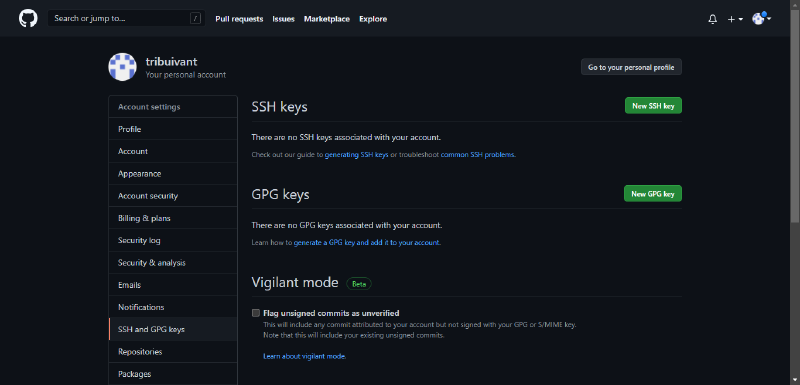 Search or jump to...
/
Pull requests
Issues
Marketplace
Explore
tribuivant
Your personal account
Go to your personal profile
Account settings
Profile
Account
Appearance
Account security
Billing & plans
Security log
Security & analysis
Emails
Notifications
SSH and GPG keys
Repositories
Packages
SSH keys
New SSH key
There are no SSH keys associated with your account.
Check out our guide to generating SSH keys or troubleshoot common SSH problems.
GPG keys
New GPG key
There are no GPG keys associated with your account.
Learn how to generate a GPG key and add it to your account.
Vigilant mode
Beta
Flag unsigned commits as unverified
This will include any commit attributed to your account but not signed with your GPG or S/MIME key.
Note that this will include your existing unsigned commits.
Learn about vigilant mode.